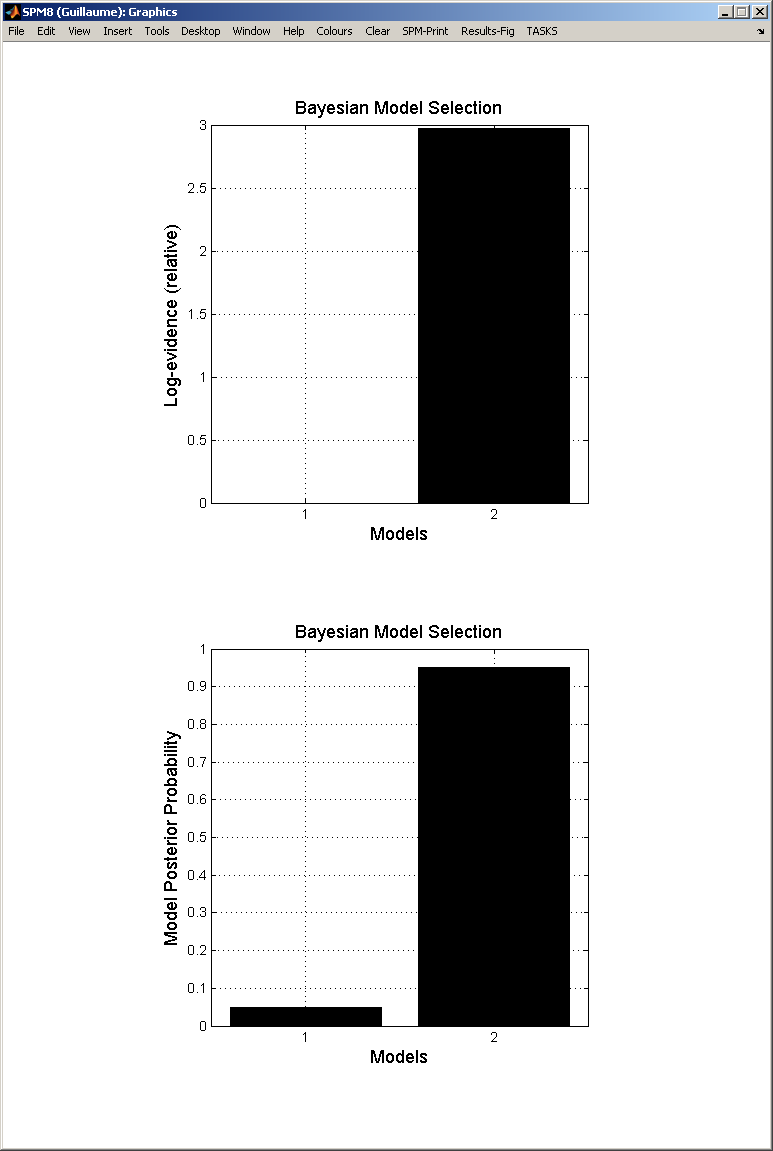 SPM8 (Guillaume): Graphics
File Edit View Insert Tools Desktop Window Help Colours Clear SPM-Print Results-Fig TASKS
Bayesian Model Selection
3
2.5
2
1.5
1
0.5
0
Log-evidence (relative)
1 2
Models
Bayesian Model Selection
1
0.9
0.8
0.7
0.6
0.5
0.4
0.3
0.2
0.1
0
Model Posterior Probability
1 2
Models